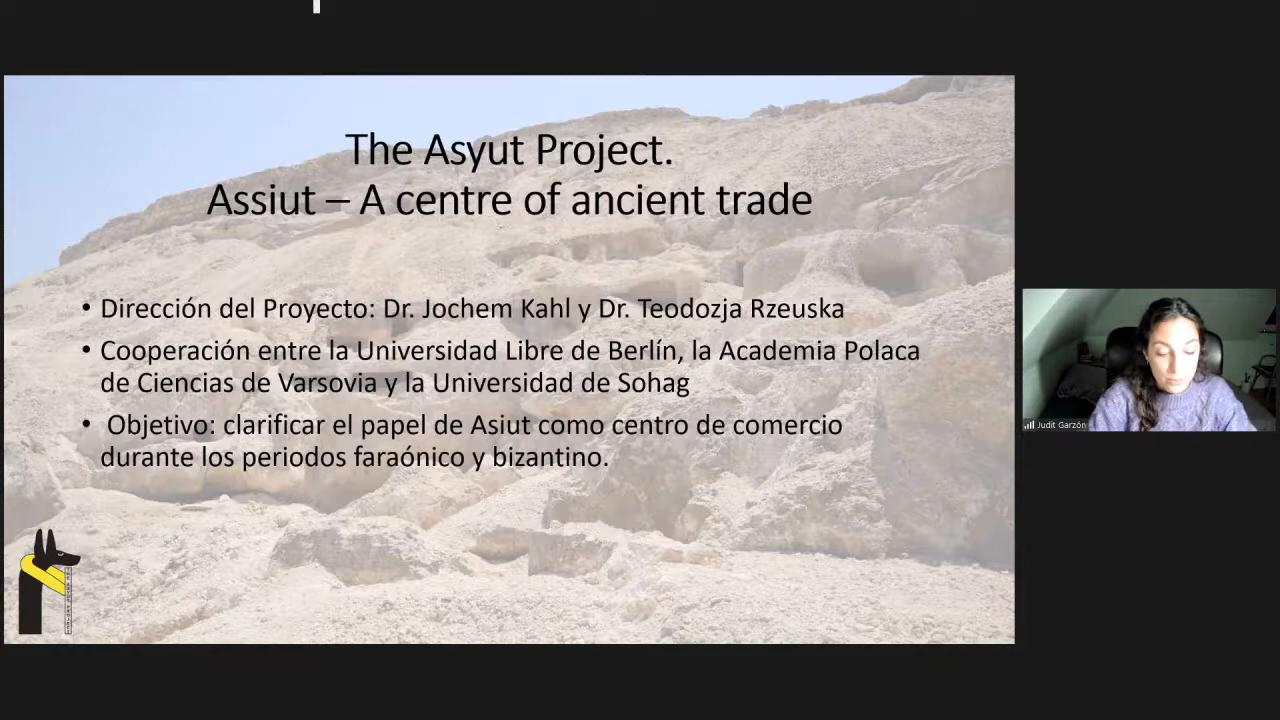 The Asyut Project.
Assiut – A centre of ancient trade
• Dirección del Proyecto: Dr. Jochem Kahl y Dr. Teodozja Rzeuska
• Cooperación entre la Universidad Libre de Berlín, la Academia Polaca
de Ciencias de Varsovia y la Universidad de Sohag
• Objetivo: clarificar el papel de Asiut como centro de comercio
durante los periodos faraónico y bizantino.
Judit Garzón